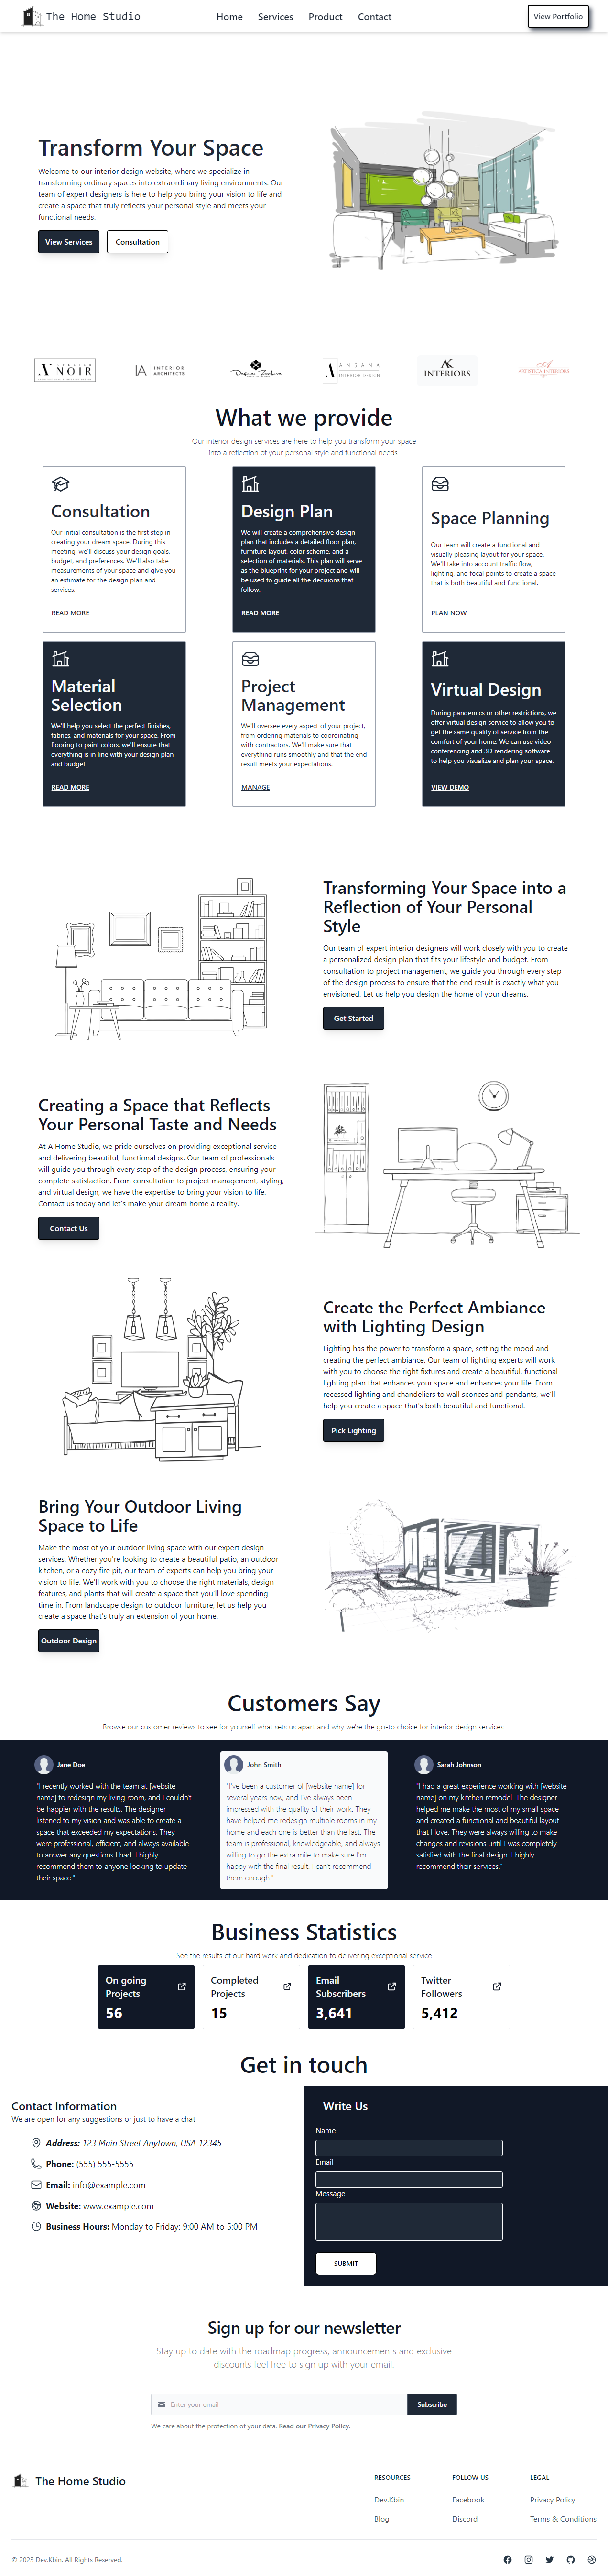 The Home Studio
Home Services Product Contact
View Portfolio
Transform Your Space
Welcome to our interior design website, where we specialize in
transforming ordinary spaces into extraordinary living environments. Our
team of expert designers is here to help you bring your vision to life and
create a space that truly reflects your personal style and meets your
functional needs.
View Services Consultation
NOIR
IA INTERIOR
ARCHITECTS
ANSANA
INTERIOR DESIGN
AK
INTERIORS
What we provide
Our interior design services are here to help you transform your space
into a reflection of your personal style and functional needs.
Consultation
Our initial consultation is the first step in
creating your dream space. During this
meeting, we'll discuss your design goals,
budget, and preferences. We'll also take
measurements of your space and give you
an estimate for the design plan and
services.
READ MORE
Design Plan
We will create a comprehensive design
plan that includes a detailed floor plan,
furniture layout, color scheme, and a
selection of materials. This plan will serve
as the blueprint for your project and will
be used to guide all the decisions that
follow.
READ MORE
Space Planning
Our team will create a functional and
visually pleasing layout for your space.
We'll take into account traffic flow,
lighting, and focal points to create a space
that is both beautiful and functional.
PLAN NOW
Material
Selection
We'll help you select the perfect finishes,
fabrics, and materials for your space. From
flooring to paint colors, we'll ensure that
everything is in line with your design plan
and budget
READ MORE
Project
Management
We'll oversee every aspect of your project,
from ordering materials to coordinating
with contractors. We'll make sure that
everything runs smoothly and that the end
result meets your expectations.
MANAGE
Virtual Design
During pandemics or other restrictions, we
offer virtual design service to allow you to
get the same quality of service from the
comfort of your home. We can use video
conferencing and 3D rendering software
to help you visualize and plan your space.
VIEW DEMO
Transforming Your Space into a
Reflection of Your Personal
Style
Our team of expert interior designers will work closely with you to create
a personalized design plan that fits your lifestyle and budget. From
consultation to project management, we guide you through every step
of the design process to ensure that the end result is exactly what you
envisioned. Let us help you design the home of your dreams.
Get Started
Creating a Space that Reflects
Your Personal Taste and Needs
At A Home Studio, we pride ourselves on providing exceptional service
and delivering beautiful, functional designs. Our team of professionals
will guide you through every step of the design process, ensuring your
complete satisfaction. From consultation to project management, styling,
and virtual design, we have the expertise to bring your vision to life.
Contact us today and let's make your dream home a reality.
Contact Us
Create the Perfect Ambiance
with Lighting Design
Lighting has the power to transform a space, setting the mood and
creating the perfect ambiance. Our team of lighting experts will work
with you to choose the right fixtures and create a beautiful, functional
lighting plan that enhances your space and enhances your life. From
recessed lighting and chandeliers to wall sconces and pendants, we'll
help you create a space that's both beautiful and functional.
Pick Lighting
Bring Your Outdoor Living
Space to Life
Make the most of your outdoor living space with our expert design
services. Whether you're looking to create a beautiful patio, an outdoor
kitchen, or a cozy fire pit, our team of experts can help you bring your
vision to life. We'll work with you to choose the right materials, design
features, and plants that will create a space that you'll love spending
time in. From landscape design to outdoor furniture, let us help you
create a space that's truly an extension of your home.
Outdoor Design
Customers Say
Browse our customer reviews to see for yourself what sets us apart and why we're the go-to choice for interior design services.
Jane Doe
"I recently worked with the team at [website
name] to redesign my living room, and I couldn't
be happier with the results. The designer
listened to my vision and was able to create a
space that exceeded my expectations. They
were professional, efficient, and always available
to answer any questions I had. I highly
recommend them to anyone looking to update
their space."
John Smith
"I've been a customer of [website name] for
several years now, and I've always been
impressed with the quality of their work. They
have helped me redesign multiple rooms in my
home and each one is better than the last. The
team is professional, knowledgeable, and always
willing to go the extra mile to make sure I'm
happy with the final result. I can't recommend
them enough."
Sarah Johnson
"I had a great experience working with [website
name] on my kitchen remodel. The designer
helped me make the most of my small space
and created a functional and beautiful layout
that I love. They were always willing to make
changes and revisions until I was completely
satisfied with the final design. I highly
recommend their services."
Business Statistics
See the results of our hard work and dedication to delivering exceptional service
On going
Projects
56
Completed
Projects
15
Email
Subscribers
3,641
Twitter
Followers
5,412
Get in touch
Contact Information
We are open for any suggestions or just to have a chat
Address: 123 Main Street Anytown, USA 12345
Phone: (555) 555-5555
Email: info@example.com
Website: www.example.com
Business Hours: Monday to Friday: 9:00 AM to 5:00 PM
Write Us
Name
Email
Message
SUBMIT
Sign up for our newsletter
Stay up to date with the roadmap progress, announcements and exclusive
discounts feel free to sign up with your email.
Enter your email
Subscribe
We care about the protection of your data. Read our Privacy Policy.
The Home Studio
RESOURCES
Dev.Kbin
Blog
FOLLOW US
Facebook
Discord
LEGAL
Privacy Policy
Terms & Conditions
© 2023 Dev.Kbin. All Rights Reserved.